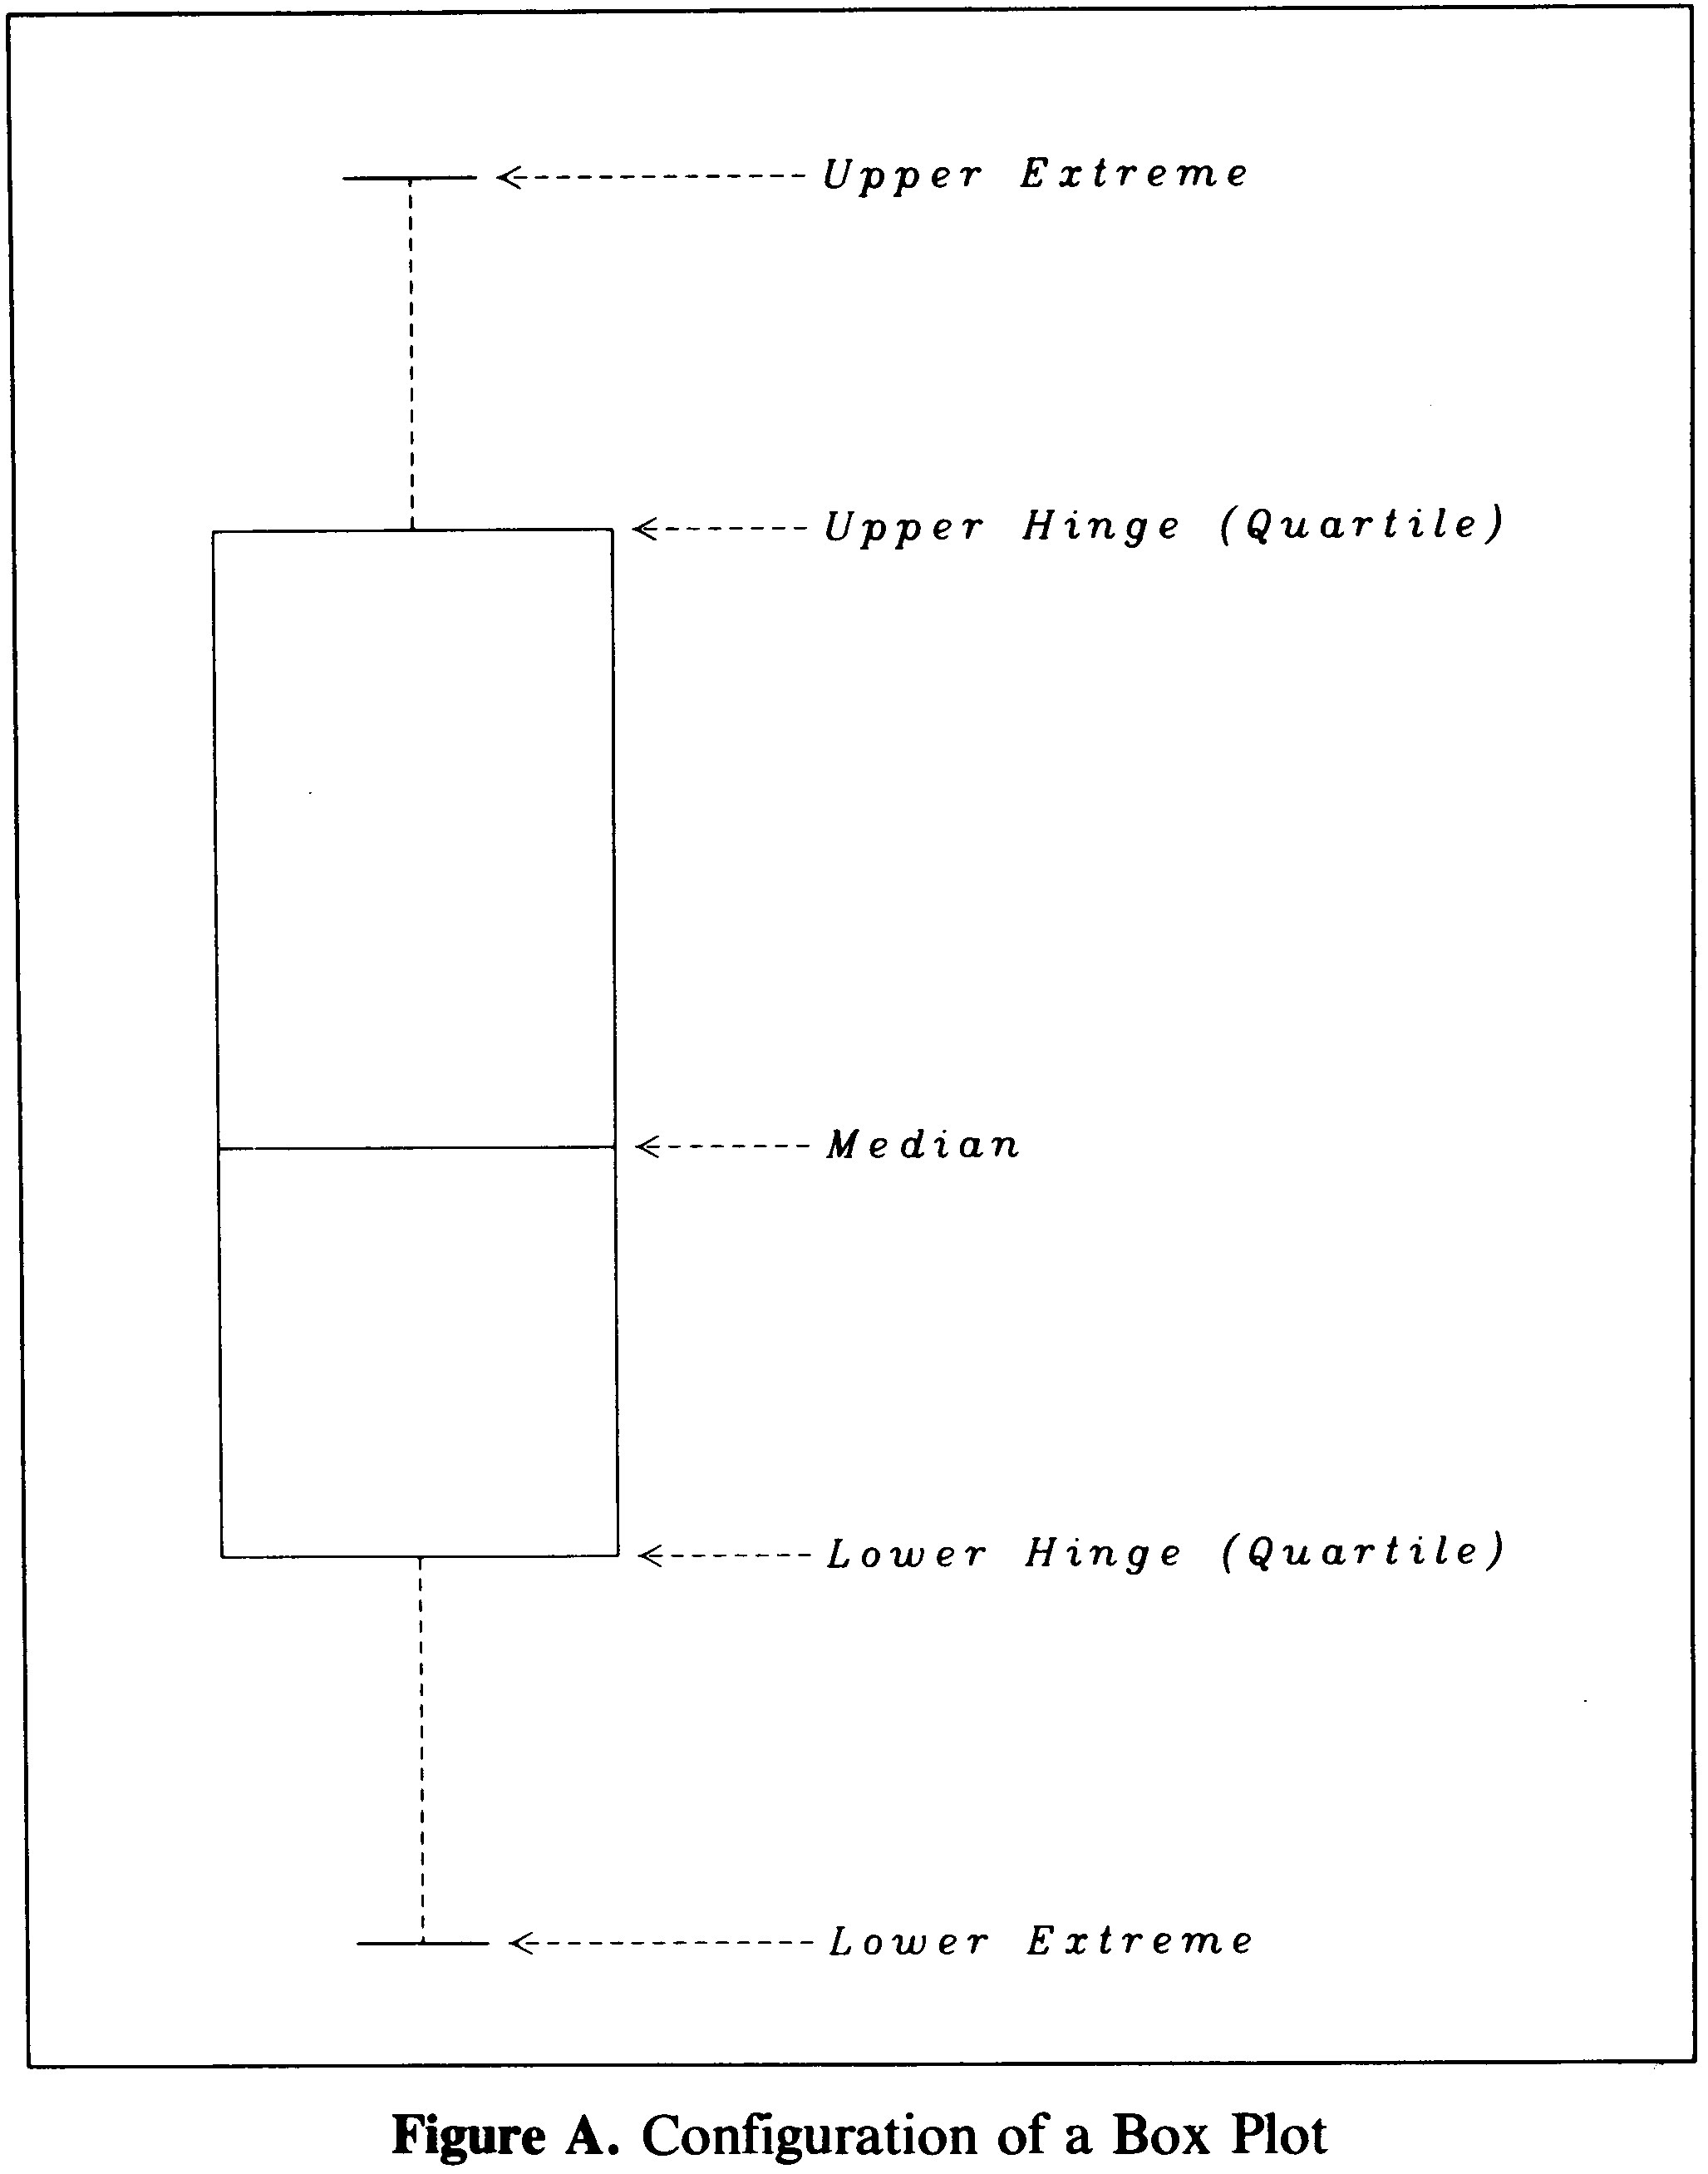 Upper Extreme
Upper Hinge (Quartile)
Median
Lower Hinge (Quartile)
Lower Extreme
Figure A. Configuration of a Box Plot